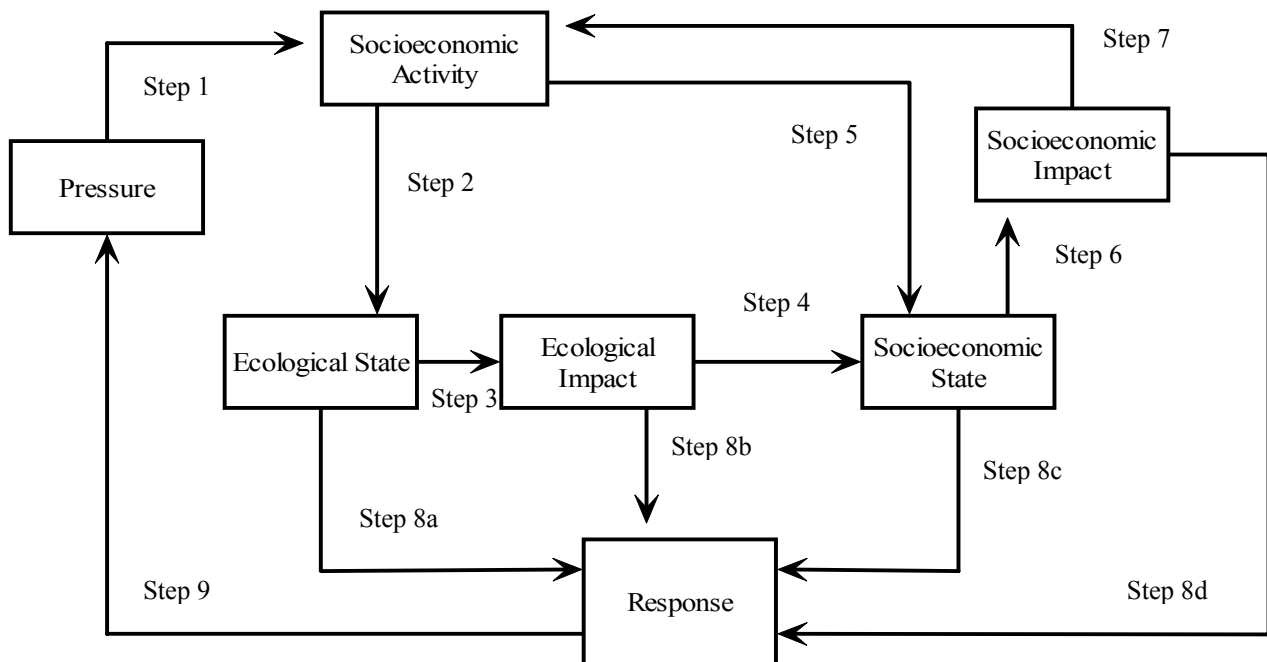 Socioeconomic
Activity
Step 7
Step 1
Step 5
Socioeconomic
Impact
Pressure
Step 2
Step 6
Step 4
Ecological State
Ecological
Impact
Socioeconomic
State
Step 3
Step 8b
Step 8c
Step 8a
Step 9
Response
Step 8d